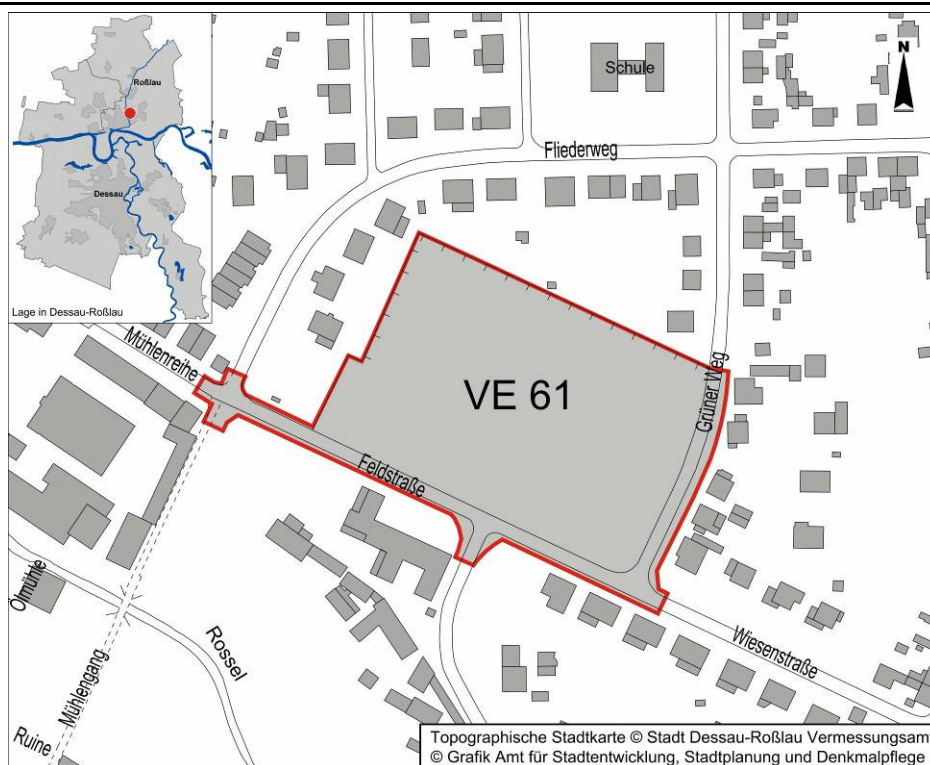 Roßlau
Dessau
Lage in Dessau-Roßlau
Schule
N
Fliederweg
Mühlenreihe
VE 61
Grüner Weg
Feldstraße
Ölmühle
Rossel
Wiesenstraße
Mühlengang
Ruine
Topographische Stadtkarte © Stadt Dessau-Roßlau Vermessungsamt
© Grafik Amt für Stadtentwicklung, Stadtplanung und Denkmalpflege